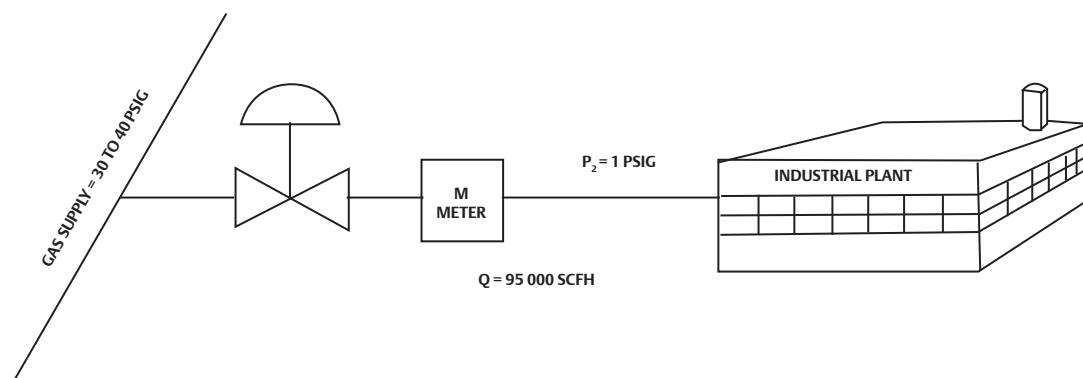 GAS SUPPLY = 30 TO 40 PSIG
M
METER
P₂ = 1 PSIG
Q = 95 000 SCFH
INDUSTRIAL PLANT